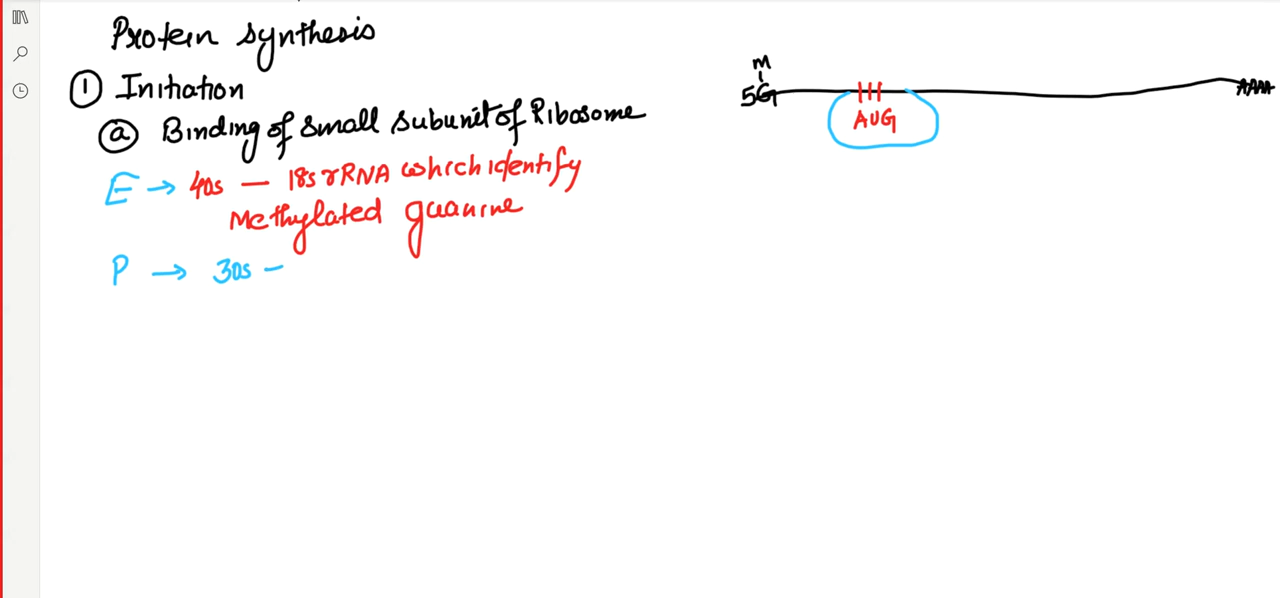 Protein synthesis
① Initiation
ⓐ Binding of small subunit of Ribosome
E → 40s — 18s rRNA which identify
Methylated guanine
P → 30s –
M
5G
AAAA
AUG